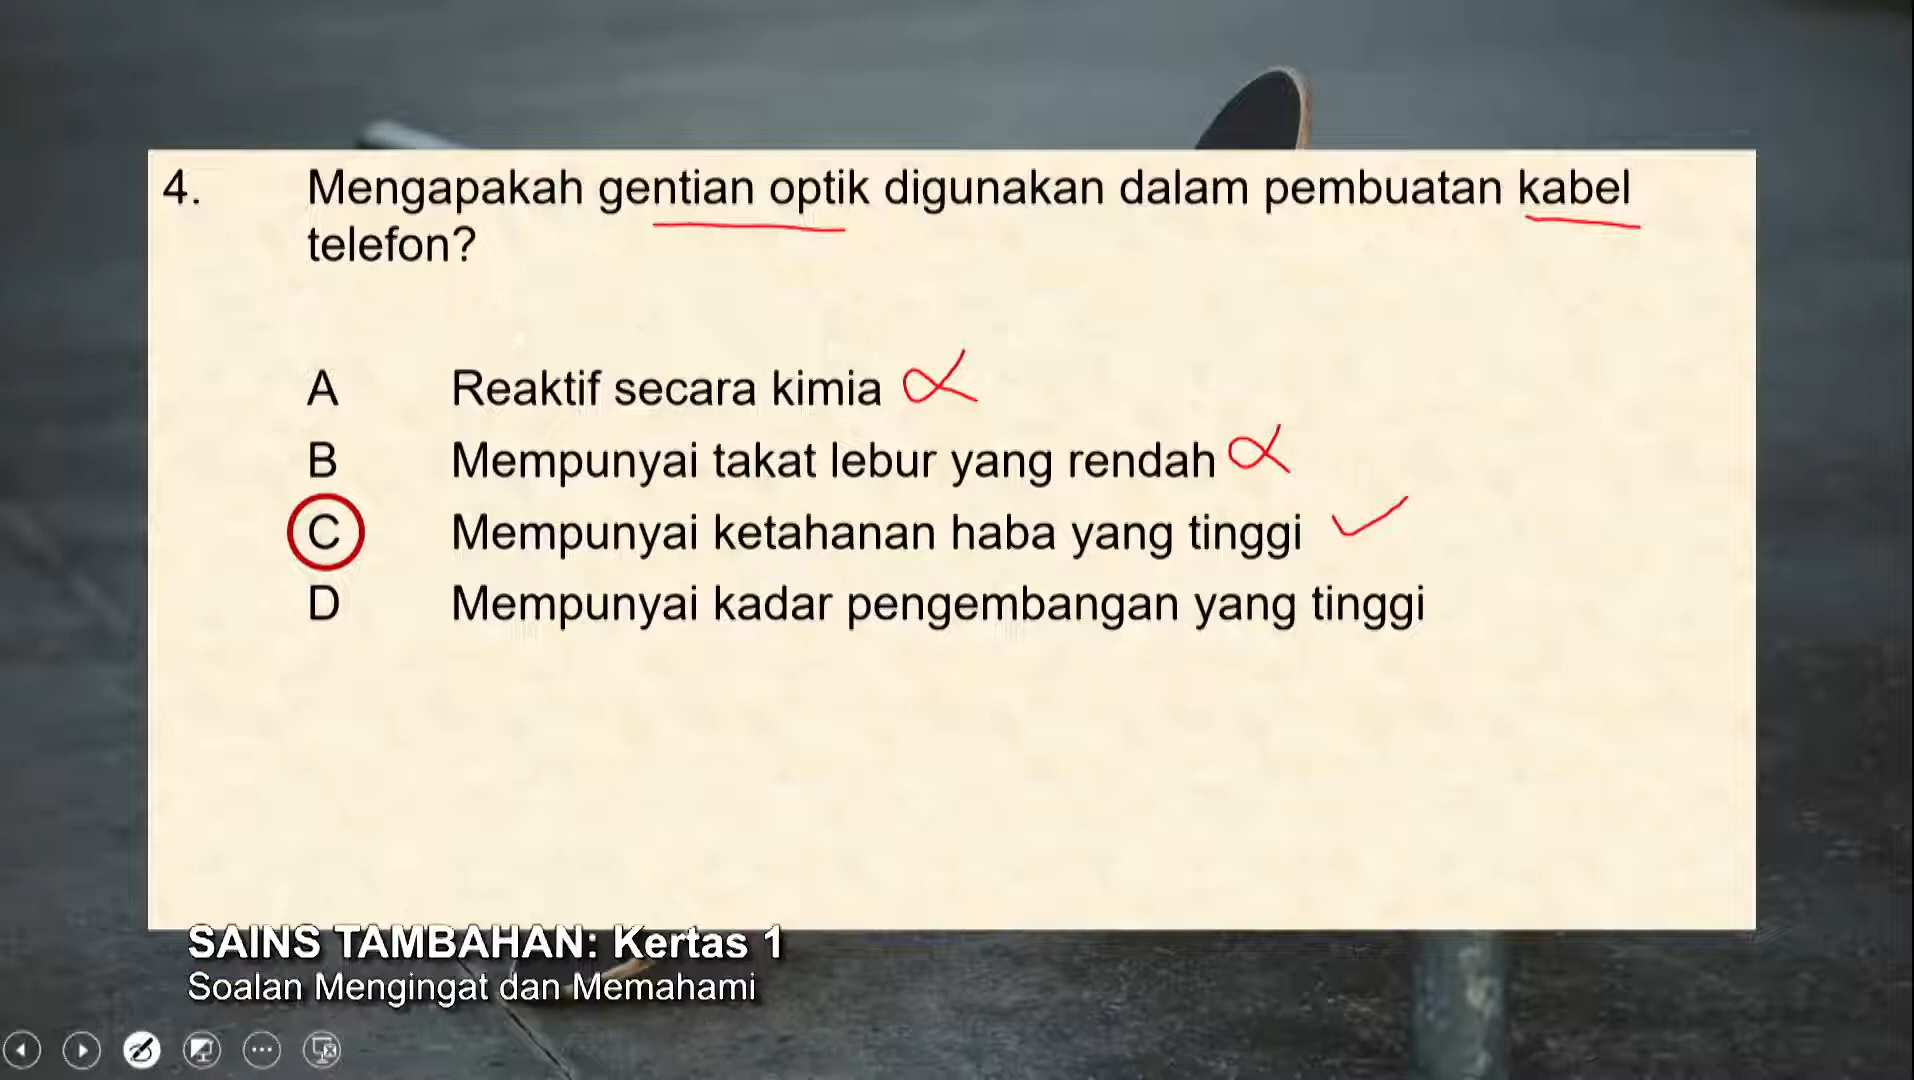 4. Mengapakah gentian optik digunakan dalam pembuatan kabel
telefon?
A Reaktif secara kimia
B Mempunyai takat lebur yang rendah
C Mempunyai ketahanan haba yang tinggi
D Mempunyai kadar pengembangan yang tinggi
SAINS TAMBAHAN: Kertas 1
Soalan Mengingat dan Memahami